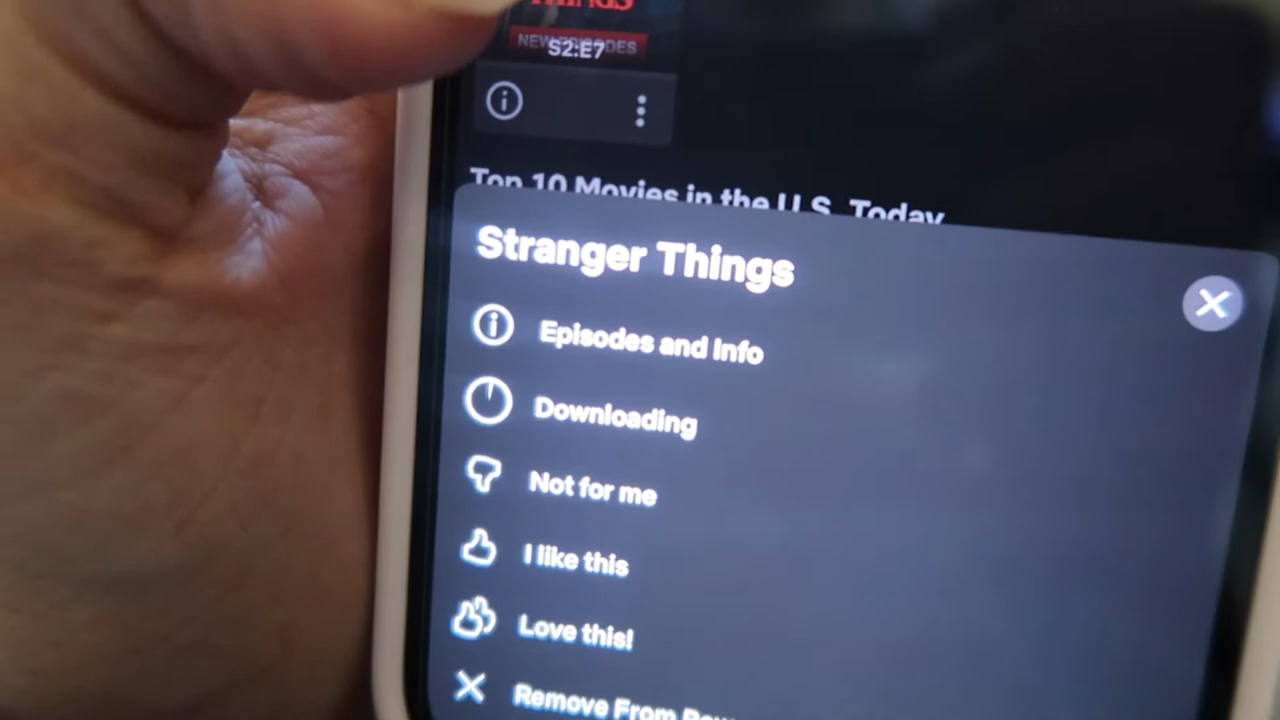 THINGS
NEW EPISODES
S2:E7
Top 10 Movies in the U.S. Today
Stranger Things
Episodes and Info
Downloading
Not for me
I like this
Love this!
Remove From